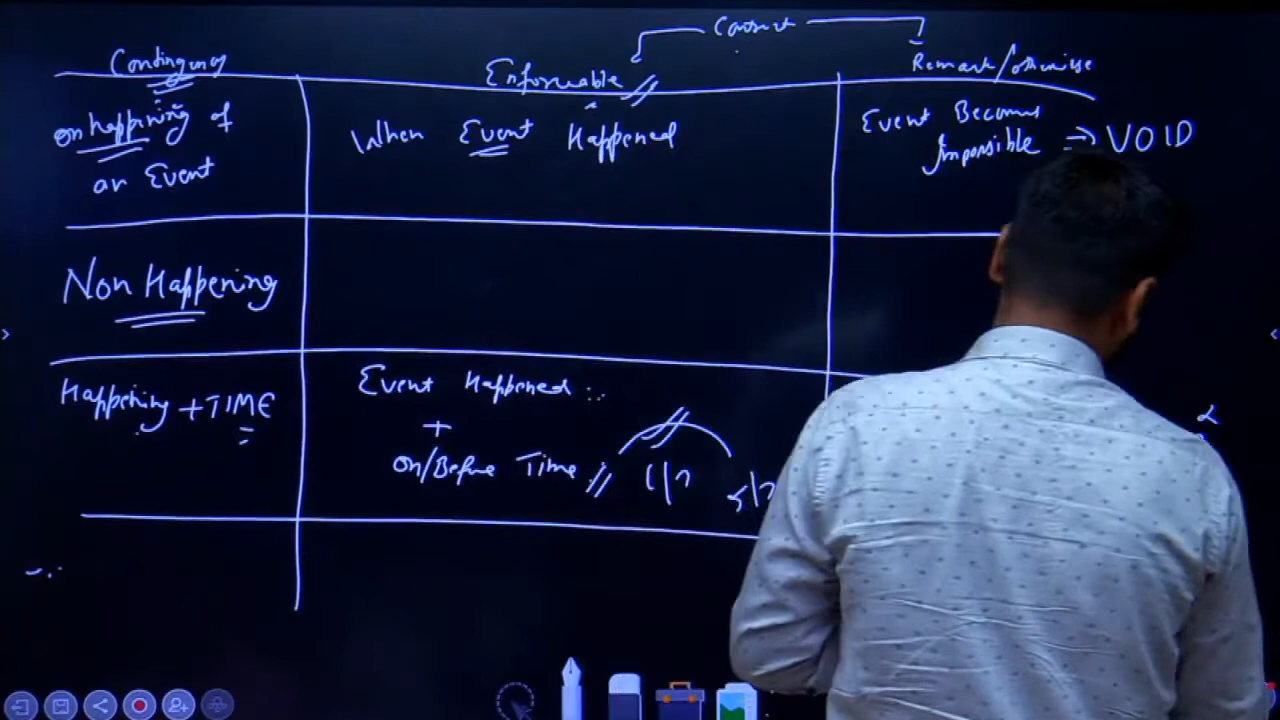 Contract
Contingency
Enforceable
Remark/otherwise
on happening of
an Event
When Event Happened
Event Becomes
Impossible ⇒ VOID
Non Happening
Happening + TIME
Event Happened
+
on/Before Time